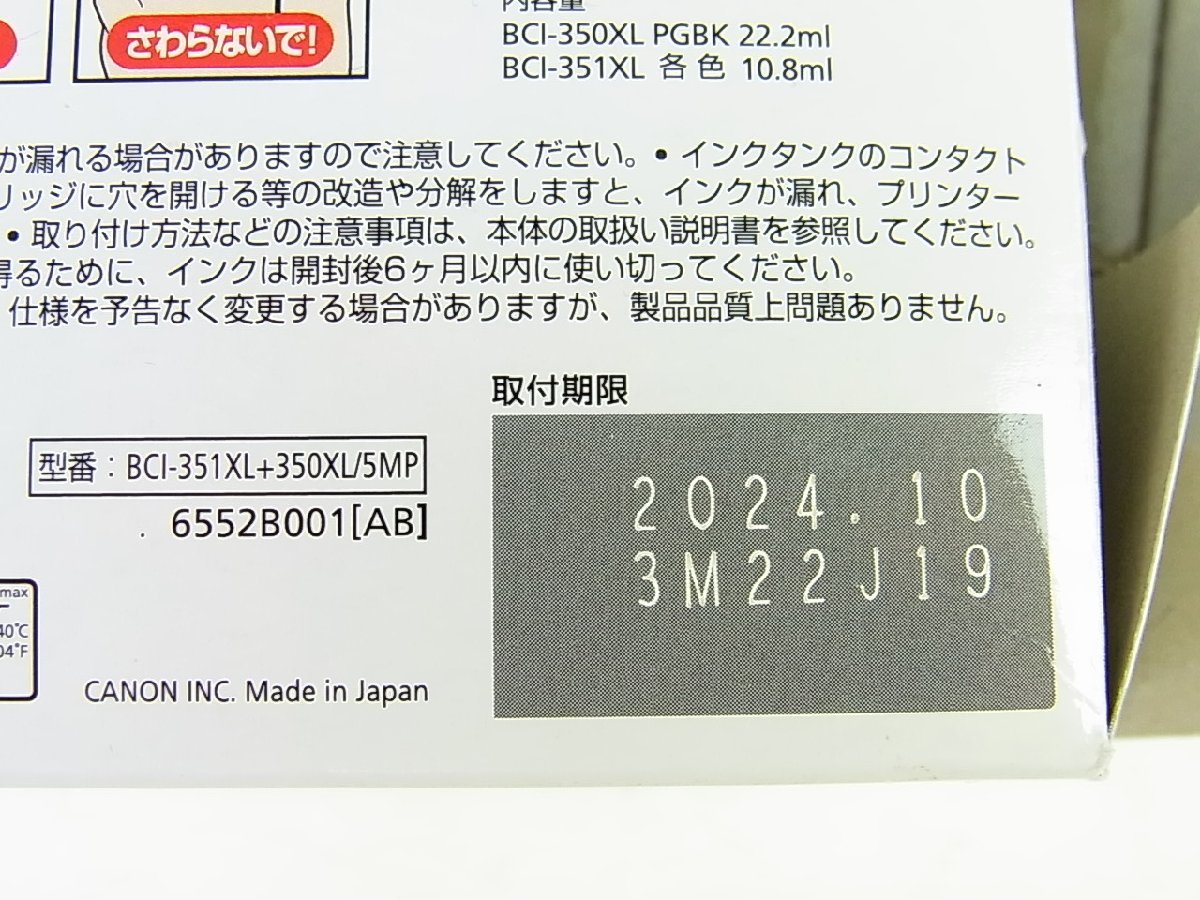 さわらないで!
内容量
BCI-350XL PGBK 22.2ml
BCI-351XL 各色 10.8ml
が漏れる場合がありますので注意してください。• インクタンクのコンタクト
リッジに穴を開ける等の改造や分解をしますと、インクが漏れ、プリンター
• 取り付け方法などの注意事項は、本体の取扱い説明書を参照してください。
得るために、インクは開封後6ヶ月以内に使い切ってください。
仕様を予告なく変更する場合がありますが、製品品質上問題ありません。
取付期限
2024.10
3M22J19
型番：BCI-351XL+350XL/5MP
. 6552B001[AB]
max
40℃
04℉
CANON INC. Made in Japan